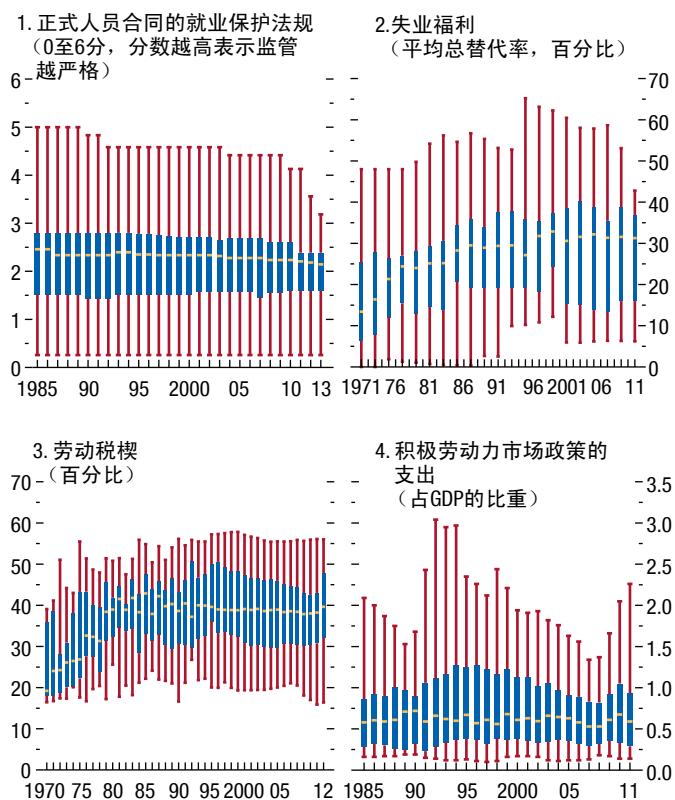 1. 正式人员合同的就业保护法规
（0至6分，分数越高表示监管
越严格）
6
5
4
3
2
1
0
1985 90 95 2000 05 10 13
2.失业福利
（平均总替代率，百分比）
70
60
50
40
30
20
10
0
1971 76 81 86 91 96 2001 06 11
3. 劳动税楔
（百分比）
70
60
50
40
30
20
10
0
1970 75 80 85 90 95 2000 05 12
4. 积极劳动力市场政策的
支出
（占GDP的比重）
3.5
3.0
2.5
2.0
1.5
1.0
0.5
0.0
1985 90 95 2000 05 11